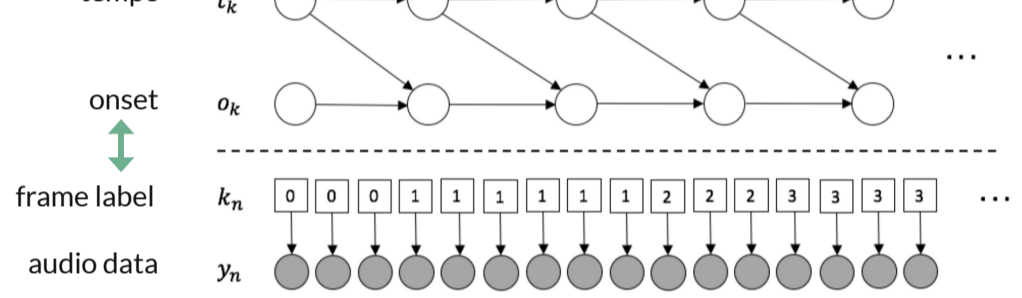 tempo t_k
...
onset o_k
frame label k_n 0 0 0 1 1 1 1 1 1 2 2 2 3 3 3 3 ...
audio data y_n